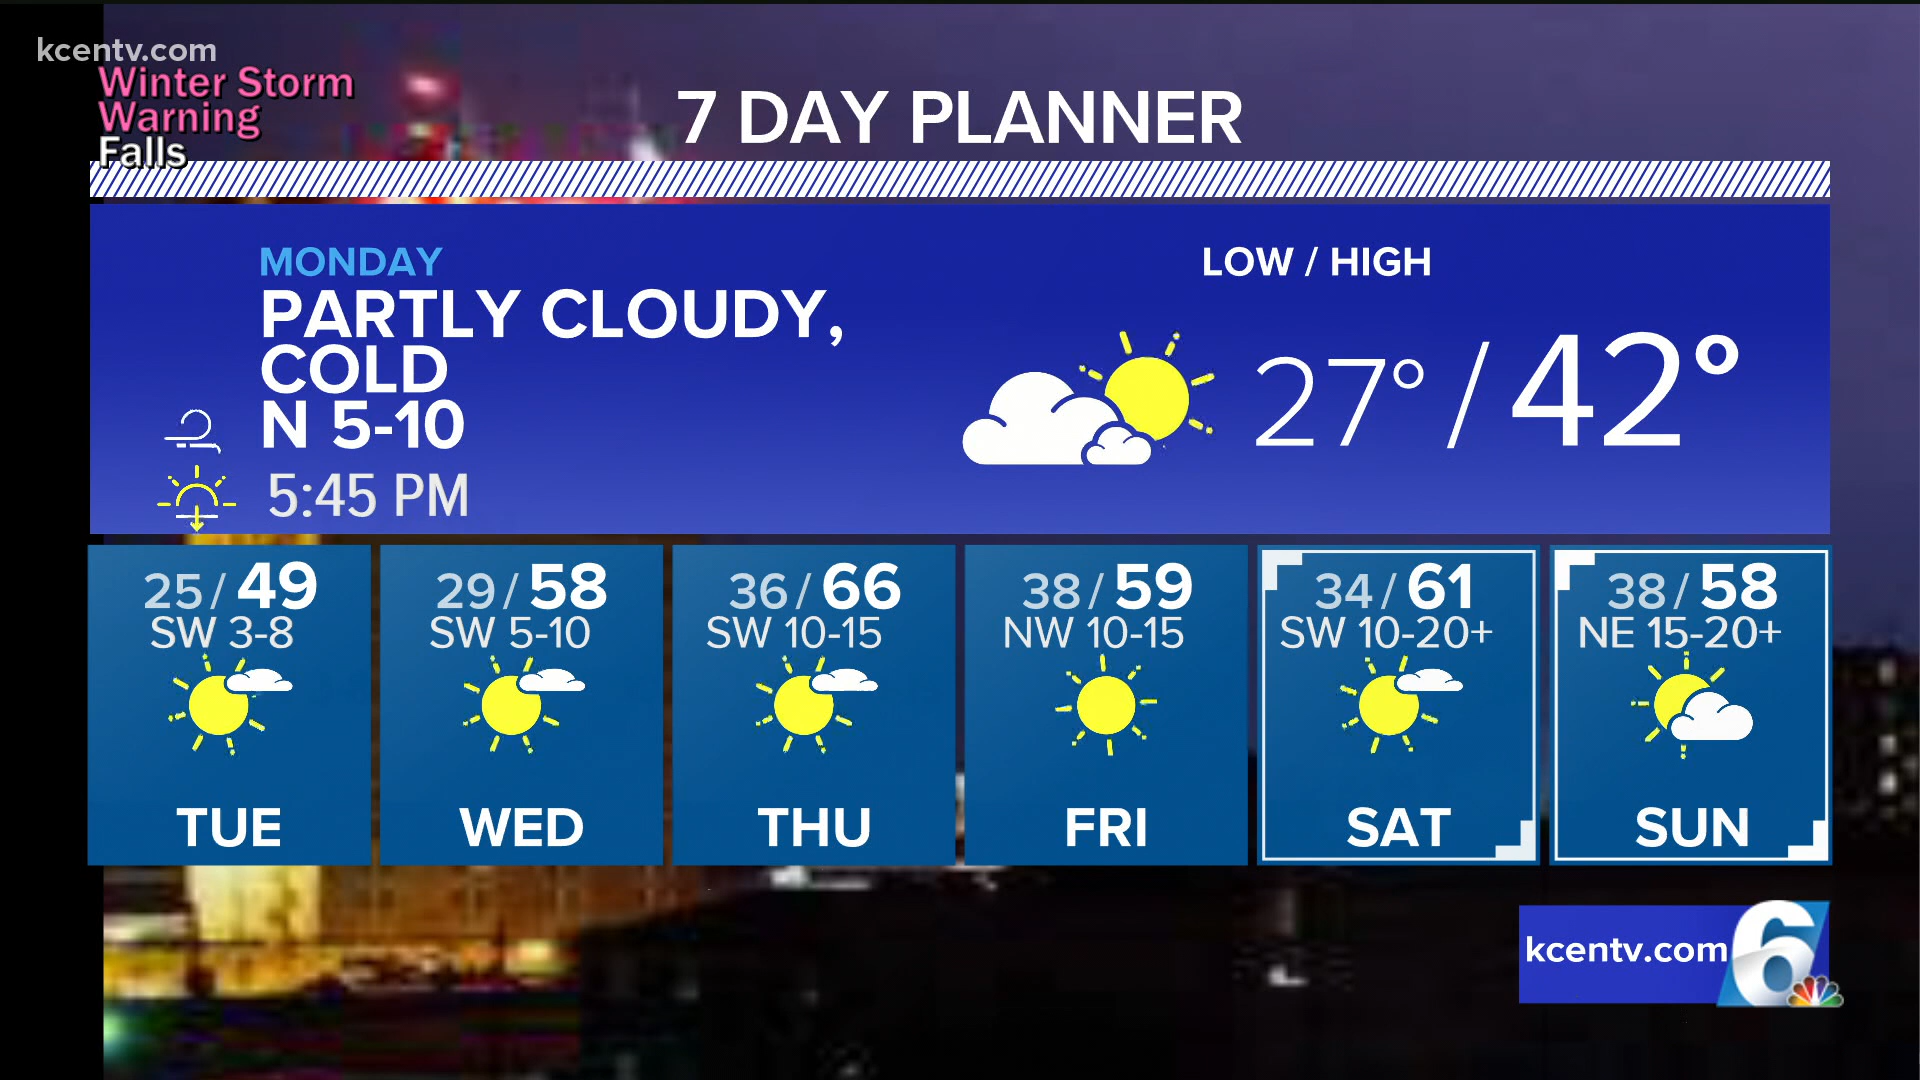 kcentv.com
Winter Storm
Warning
Falls
7 DAY PLANNER
MONDAY
PARTLY CLOUDY,
COLD
N 5-10
5:45 PM
LOW / HIGH
27° / 42°
25 / 49
SW 3-8
TUE
29 / 58
SW 5-10
WED
36 / 66
SW 10-15
THU
38 / 59
NW 10-15
FRI
34 / 61
SW 10-20+
SAT
38 / 58
NE 15-20+
SUN
kcentv.com 6